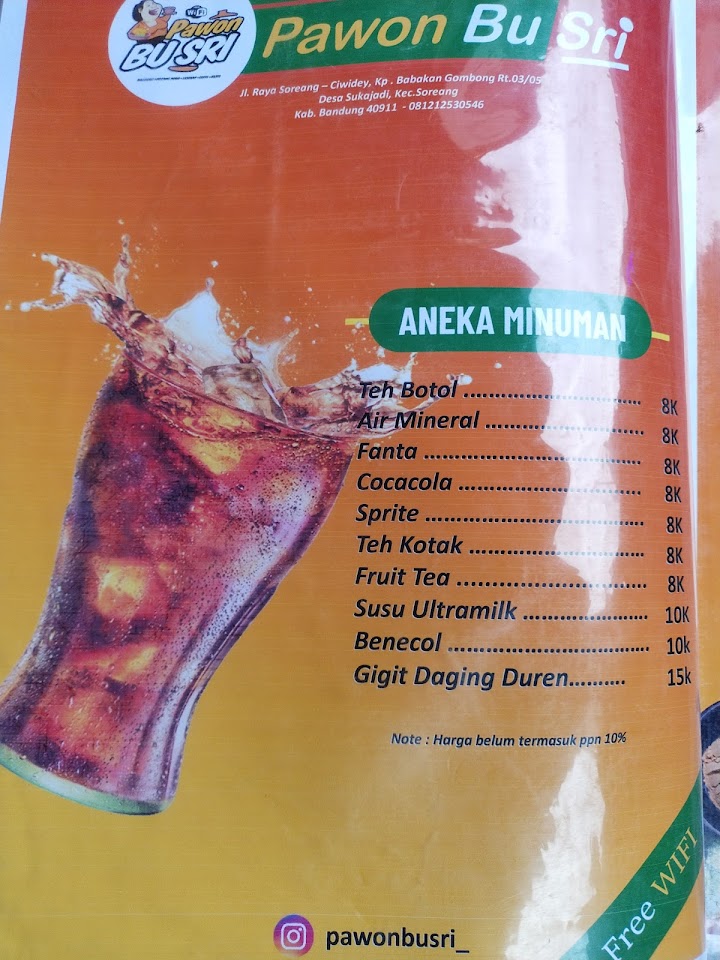 WiFi
Pawon
BU SRI
Pawon Bu Sri
Jl. Raya Soreang – Ciwidey, Kp . Babakan Gombong Rt.03/05
Desa Sukajadi, Kec.Soreang
Kab. Bandung 40911 - 081212530546
ANEKA MINUMAN
Teh Botol ............................ 8K
Air Mineral ......................... 8K
Fanta .................................. 8K
Cocacola ............................. 8K
Sprite .................................. 8K
Teh Kotak ............................ 8K
Fruit Tea .............................. 8K
Susu Ultramilk .................... 10K
Benecol ................................ 10k
Gigit Daging Duren.......... 15k
Note : Harga belum termasuk ppn 10%
Free WIFI
pawonbusri_